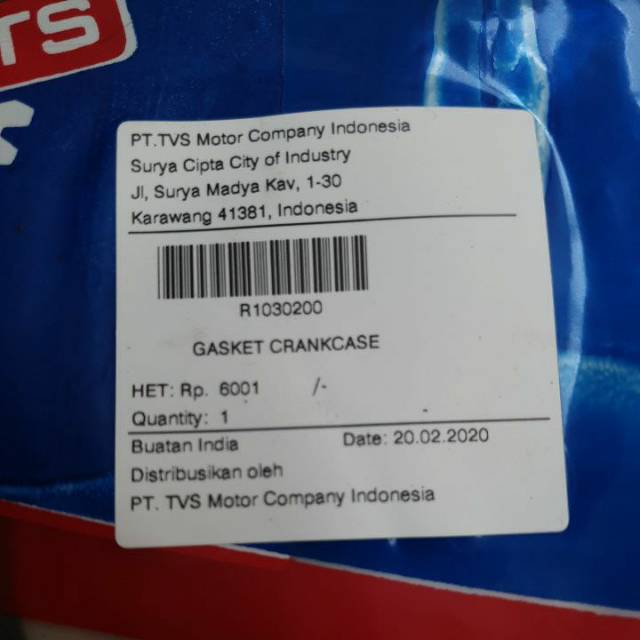 TS
PT.TVS Motor Company Indonesia
Surya Cipta City of Industry
Jl, Surya Madya Kav, 1-30
Karawang 41381, Indonesia
R1030200
GASKET CRANKCASE
HET: Rp. 6001 /-
Quantity: 1 -
Buatan India Date: 20.02.2020
Distribusikan oleh
PT. TVS Motor Company Indonesia